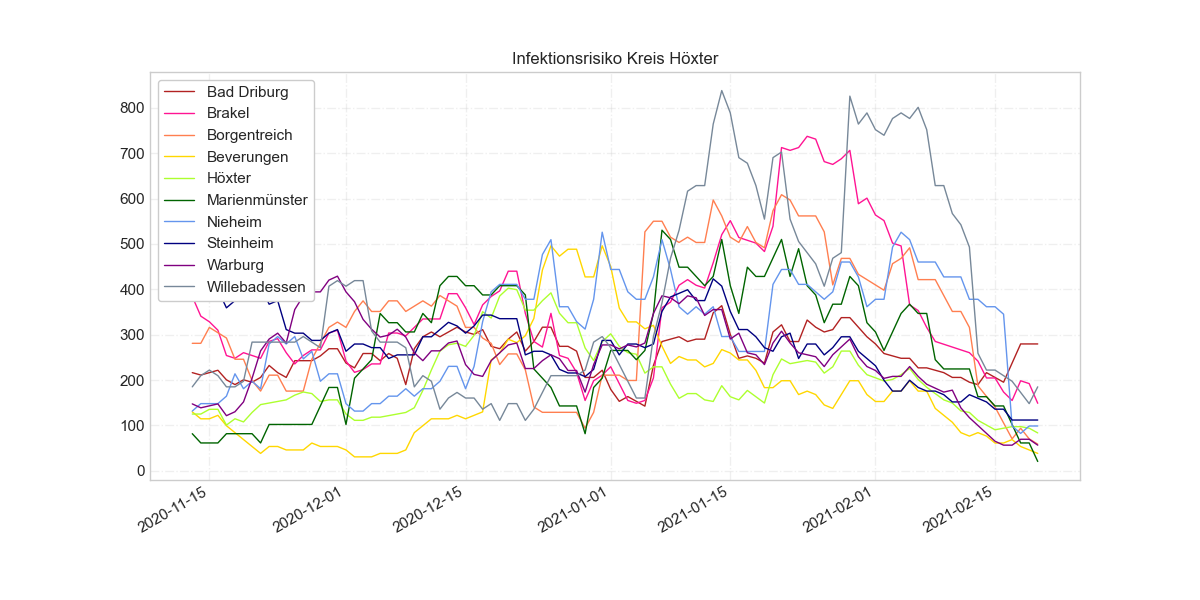 Infektionsrisiko Kreis Höxter
Bad Driburg
Brakel
Borgentreich
Beverungen
Höxter
Marienmünster
Nieheim
Steinheim
Warburg
Willebadessen
800
700
600
500
400
300
200
100
0
2020-11-15
2020-12-01
2020-12-15
2021-01-01
2021-01-15
2021-02-01
2021-02-15